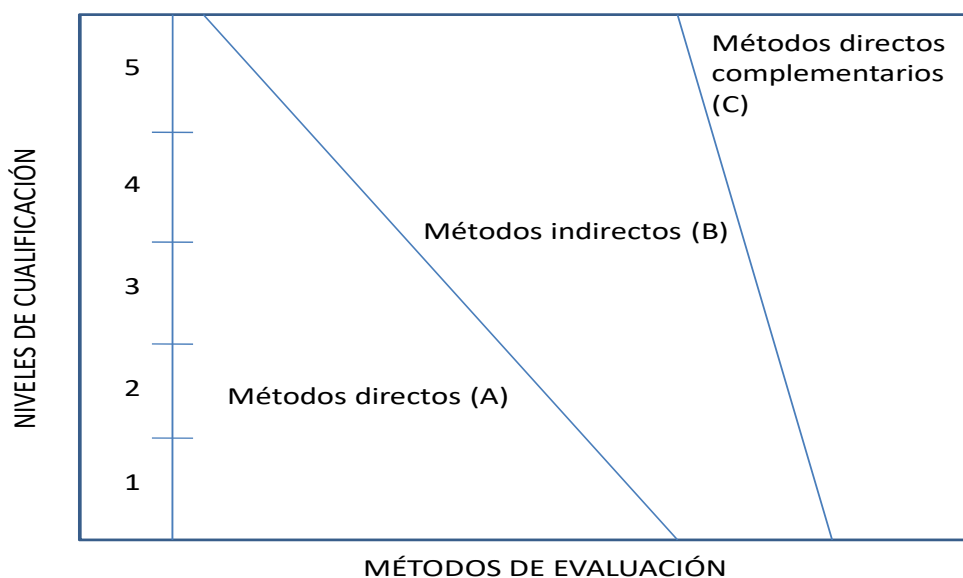 Métodos directos
complementarios
(C)
5
4
Métodos indirectos (B)
3
2
Métodos directos (A)
1
NIVELES DE CUALIFICACIÓN
MÉTODOS DE EVALUACIÓN